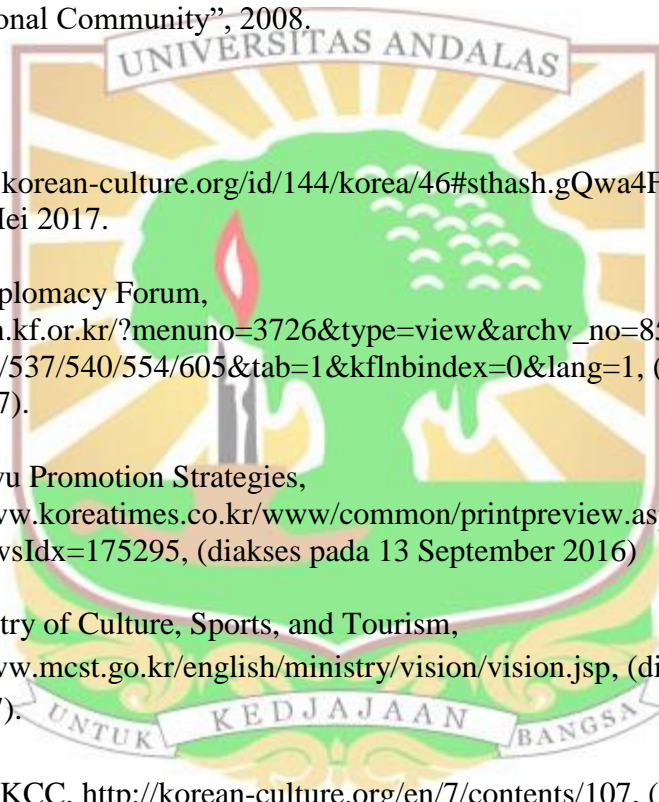 onal Community”, 2008.
UNIVERSITAS ANDALAS
korean-culture.org/id/144/korea/46#sthash.gQwa4F
Mei 2017.
plomacy Forum,
.kf.or.kr/?menuno=3726&type=view&archv_no=85
/537/540/554/605&tab=1&kflnbindex=0&lang=1, (
7).
yu Promotion Strategies,
ww.koreatimes.co.kr/www/common/printpreview.asp
wsIdx=175295, (diakses pada 13 September 2016)
try of Culture, Sports, and Tourism,
ww.mcst.go.kr/english/ministry/vision/vision.jsp, (di
7).
UNTUK KEDJAJAAN BANGSA
KCC, http://korean-culture.org/en/7/contents/107, (